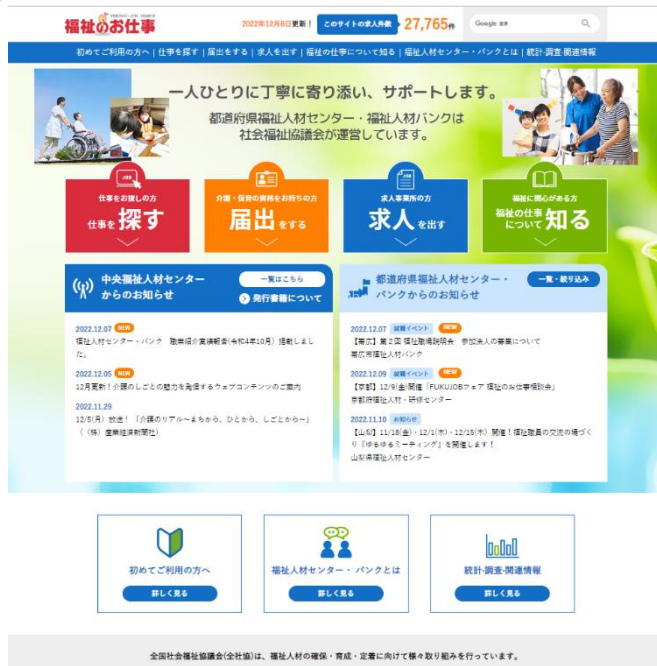 福祉のお仕事
2022年12月8日更新！ このサイトの求人件数 27,765件
Google
初めてご利用の方へ | 仕事を探す | 届出をする | 求人を出す | 福祉の仕事について知る | 福祉人材センター・バンクとは | 統計・調査・関連情報
一人ひとりに丁寧に寄り添い、サポートします。
都道府県福祉人材センター・福祉人材バンクは
社会福祉協議会が運営しています。
JOB
仕事をお探しの方
仕事を探す
介護・保育の資格をお持ちの方
届出をする
JOB
求人事業所の方
求人を出す
福祉に関心がある方
福祉の仕事について知る
中央福祉人材センターからのお知らせ
一覧はこちら
発行書籍について
2022.12.07 NEW
福祉人材センター・バンク 職業紹介実績報告(令和4年10月) 掲載しまし
た。
2022.12.05 NEW
12月更新！介護のしごとの魅力を発信するウェブコンテンツのご案内
2022.11.29
12/5(月) 放送！「介護のリアル～まちから、ひとから、しごとから～」
（（株）産業経済新聞社）
都道府県福祉人材センター・
バンクからのお知らせ
一覧・絞り込み
2022.12.07 就職イベント NEW
【帯広】第２回 福祉職場説明会 参加法人の募集について
帯広市福祉人材バンク
2022.12.09 就職イベント NEW
【京都】12/9(金)開催「FUKUJOBフェア 福祉のお仕事相談会」
京都府福祉人材・研修センター
2022.11.10 お知らせ
【山梨】11/18(金)・12/1(木)・12/15(木) 開催！福祉職員の交流の場づく
り『ゆるゆるミーティング』を開催します！
山梨県福祉人材センター
初めてご利用の方へ
詳しく見る
福祉人材センター・バンクとは
詳しく見る
統計・調査・関連情報
詳しく見る
全国社会福祉協議会(全社協)は、福祉人材の確保・育成・定着に向けて様々取り組みを行っています。